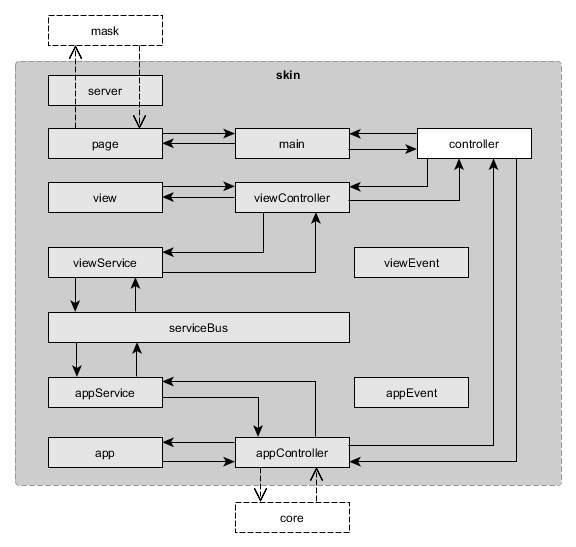 mask
skin
server
page
main
controller
view
viewController
viewService
viewEvent
serviceBus
appService
appEvent
app
appController
core